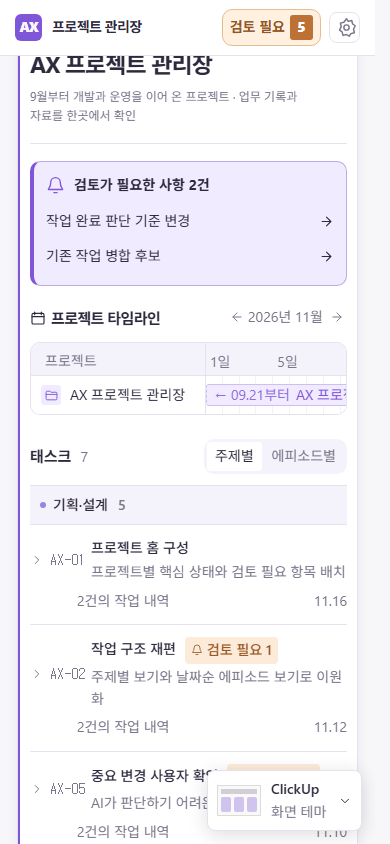 AX 프로젝트 관리장 검토 필요 5
AX 프로젝트 관리장
9월부터 개발과 운영을 이어 온 프로젝트 · 업무 기록과
자료를 한곳에서 확인
검토가 필요한 사항 2건
작업 완료 판단 기준 변경 →
기존 작업 병합 후보 →
프로젝트 타임라인 ← 2026년 11월 →
프로젝트 1일 5일
AX 프로젝트 관리장 ← 09.21부터 AX 프로젝
태스크 7 주제별 에피소드별
기획·설계 5
AX-01 프로젝트 홈 구성
프로젝트별 핵심 상태와 검토 필요 항목 배치
2건의 작업 내역 11.16
작업 구조 재편 검토 필요 1
AX-02 주제별 보기와 날짜순 에피소드 보기로 이원
화
2건의 작업 내역 11.12
중요 변경 사용자 확인
AX-05 AI가 판단하기 어려운
2건의 작업 내역 11.10
ClickUp
화면 테마